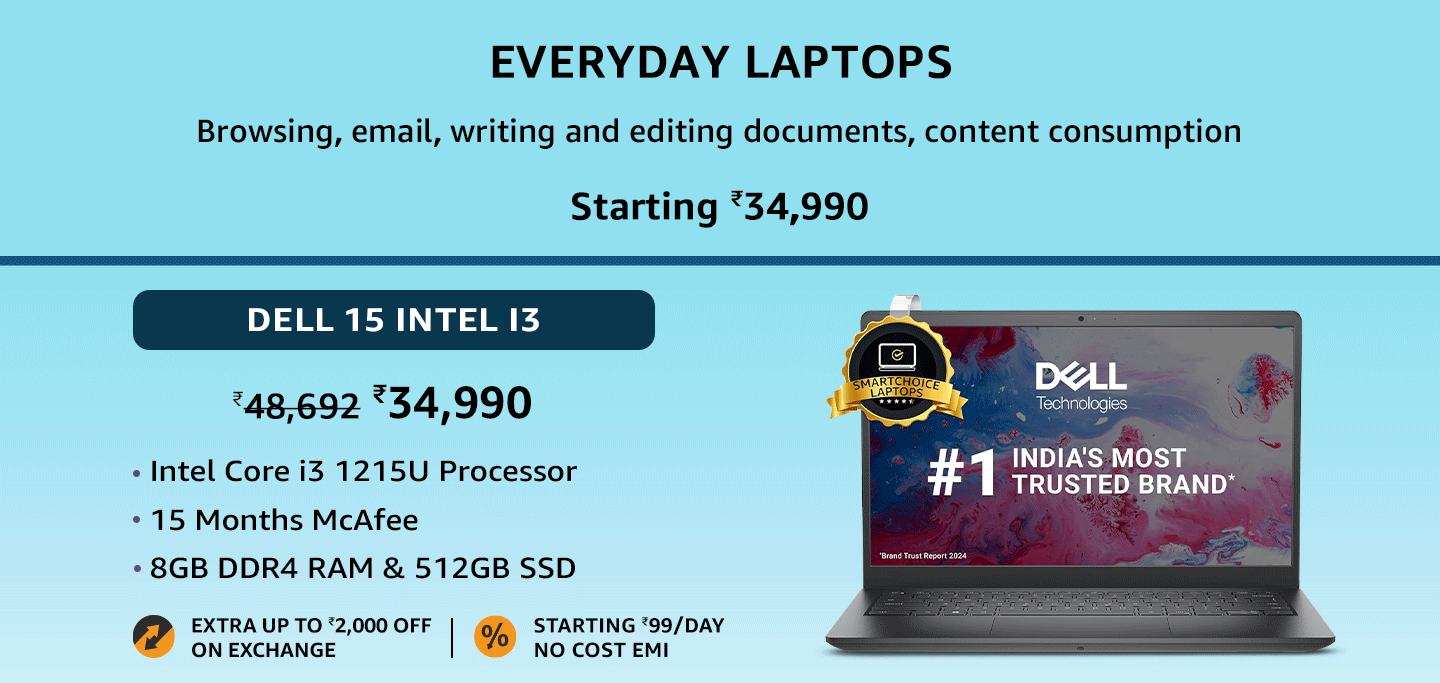 EVERYDAY LAPTOPS
Browsing, email, writing and editing documents, content consumption
Starting ₹34,990
DELL 15 INTEL I3
₹48,692 ₹34,990
• Intel Core i3 1215U Processor
• 15 Months McAfee
• 8GB DDR4 RAM & 512GB SSD
EXTRA UP TO ₹2,000 OFF
ON EXCHANGE
%
STARTING ₹99/DAY
NO COST EMI
SMARTCHOICE
LAPTOPS
DELL
Technologies
#1 INDIA'S MOST
TRUSTED BRAND*
*Brand Trust Report 2024